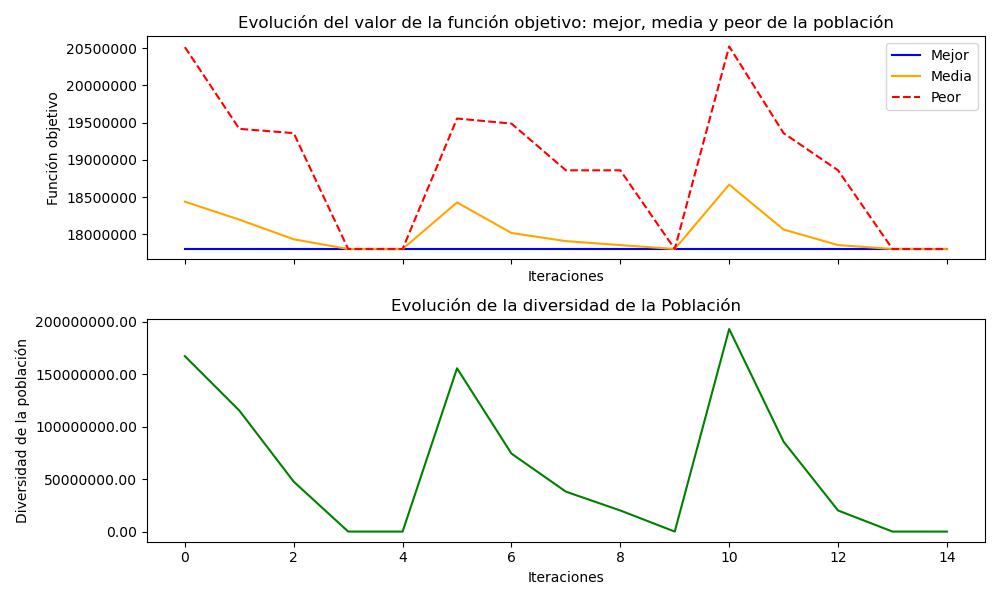 Evolución del valor de la función objetivo: mejor, media y peor de la población
Función objetivo
20500000
20000000
19500000
19000000
18500000
18000000
Mejor
Media
Peor
Iteraciones
Evolución de la diversidad de la Población
Diversidad de la población
200000000.00
150000000.00
100000000.00
50000000.00
0.00
0 2 4 6 8 10 12 14
Iteraciones